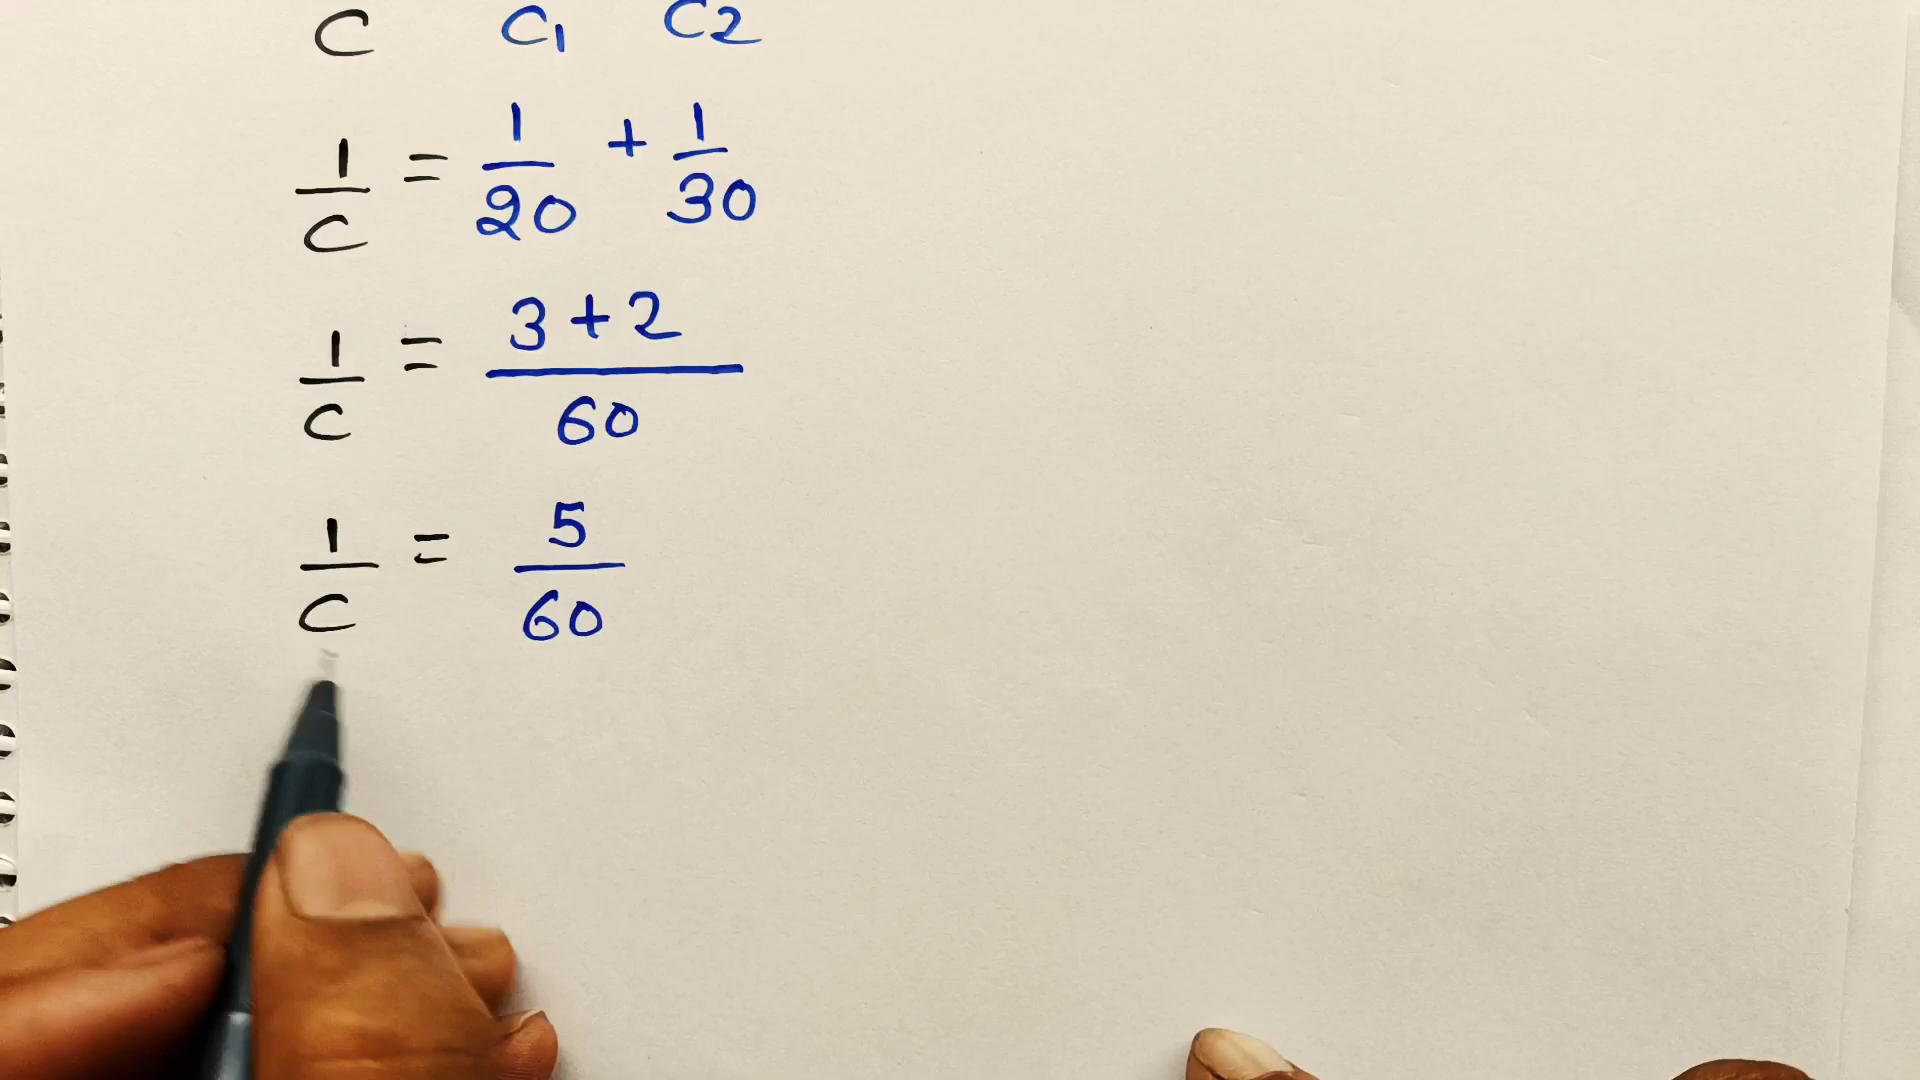 C C1 C2
1/C = 1/20 + 1/30
1/C = 3+2/60
1/C = 5/60